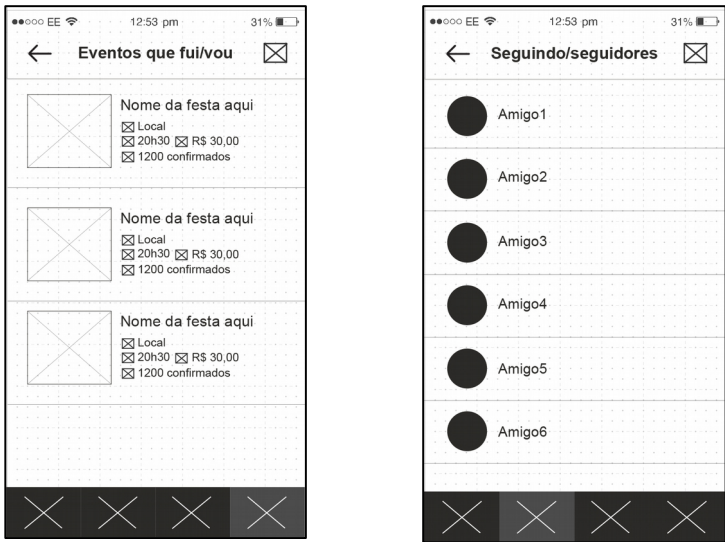 EE 12:53 pm 31%
Eventos que fui/vou
Nome da festa aqui
Local
20h30 R$ 30,00
1200 confirmados
Nome da festa aqui
Local
20h30 R$ 30,00
1200 confirmados
Nome da festa aqui
Local
20h30 R$ 30,00
1200 confirmados
EE 12:53 pm 31%
Seguindo/seguidores
Amigo1
Amigo2
Amigo3
Amigo4
Amigo5
Amigo6